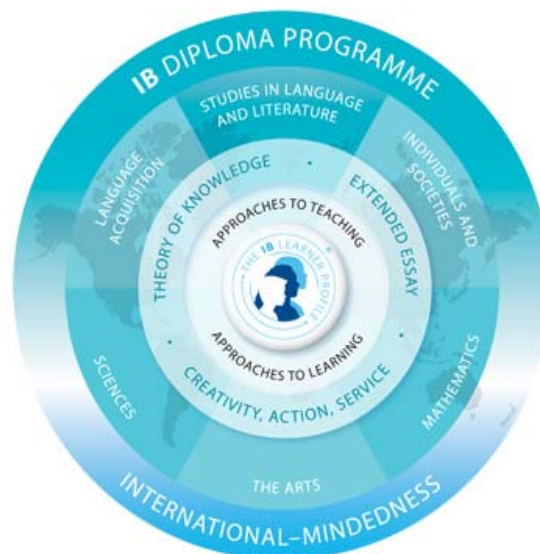 IB DIPLOMA PROGRAMME
STUDIES IN LANGUAGE
AND LITERATURE
LANGUAGE
ACQUISITION
INDIVIDUALS AND
SOCIETIES
THEORY OF KNOWLEDGE
EXTENDED ESSAY
APPROACHES TO TEACHING
THE IB LEARNER PROFILE
®
APPROACHES TO LEARNING
CREATIVITY, ACTION, SERVICE
SCIENCES
MATHEMATICS
THE ARTS
INTERNATIONAL–MINDEDNESS